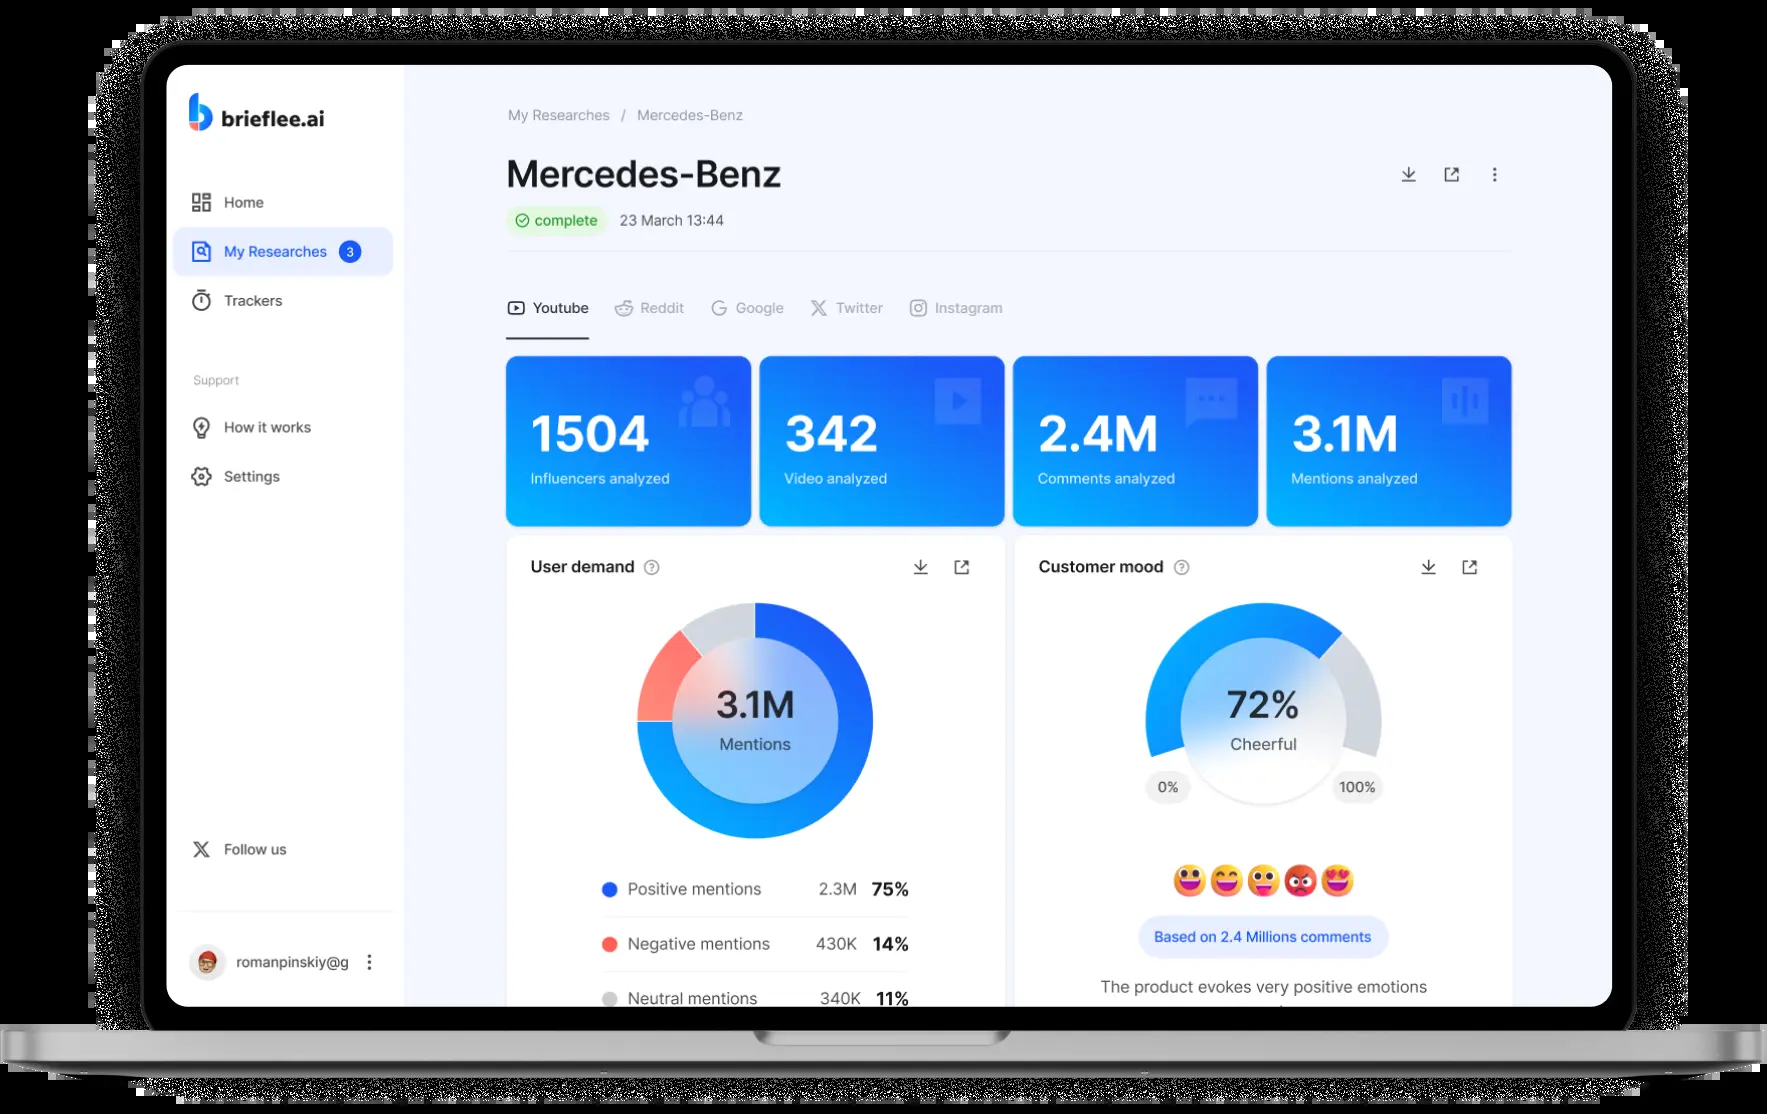 brieflee.ai
Home
My Researches 3
Trackers
Support
How it works
Settings
Follow us
romanpinskiy@g
My Researches / Mercedes-Benz
Mercedes-Benz
complete 23 March 13:44
Youtube Reddit Google Twitter Instagram
1504
Influencers analyzed
342
Video analyzed
2.4M
Comments analyzed
3.1M
Mentions analyzed
User demand
3.1M
Mentions
Positive mentions 2.3M 75%
Negative mentions 430K 14%
Neutral mentions 340K 11%
Customer mood
72%
Cheerful
0% 100%
Based on 2.4 Millions comments
The product evokes very positive emotions